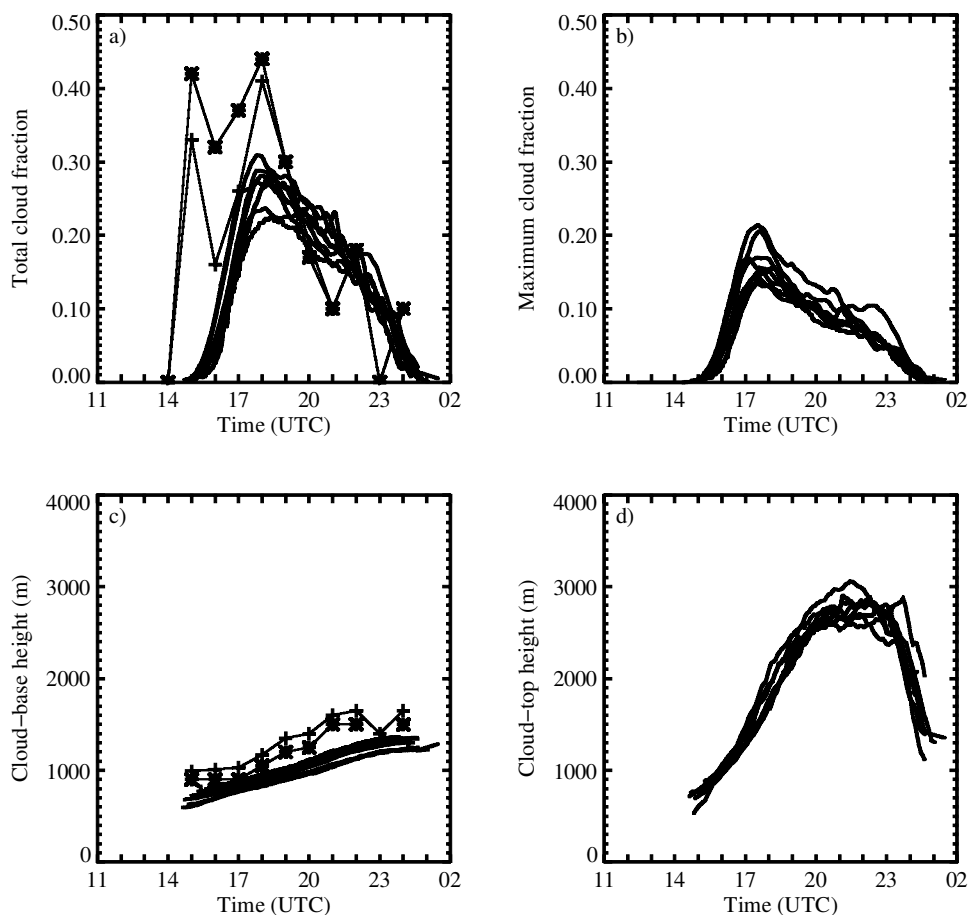 a)
Total cloud fraction
0.50
0.40
0.30
0.20
0.10
0.00
11 14 17 20 23 02
Time (UTC)
b)
Maximum cloud fraction
0.50
0.40
0.30
0.20
0.10
0.00
11 14 17 20 23 02
Time (UTC)
c)
Cloud-base height (m)
4000
3000
2000
1000
0
11 14 17 20 23 02
Time (UTC)
d)
Cloud-top height (m)
4000
3000
2000
1000
0
11 14 17 20 23 02
Time (UTC)